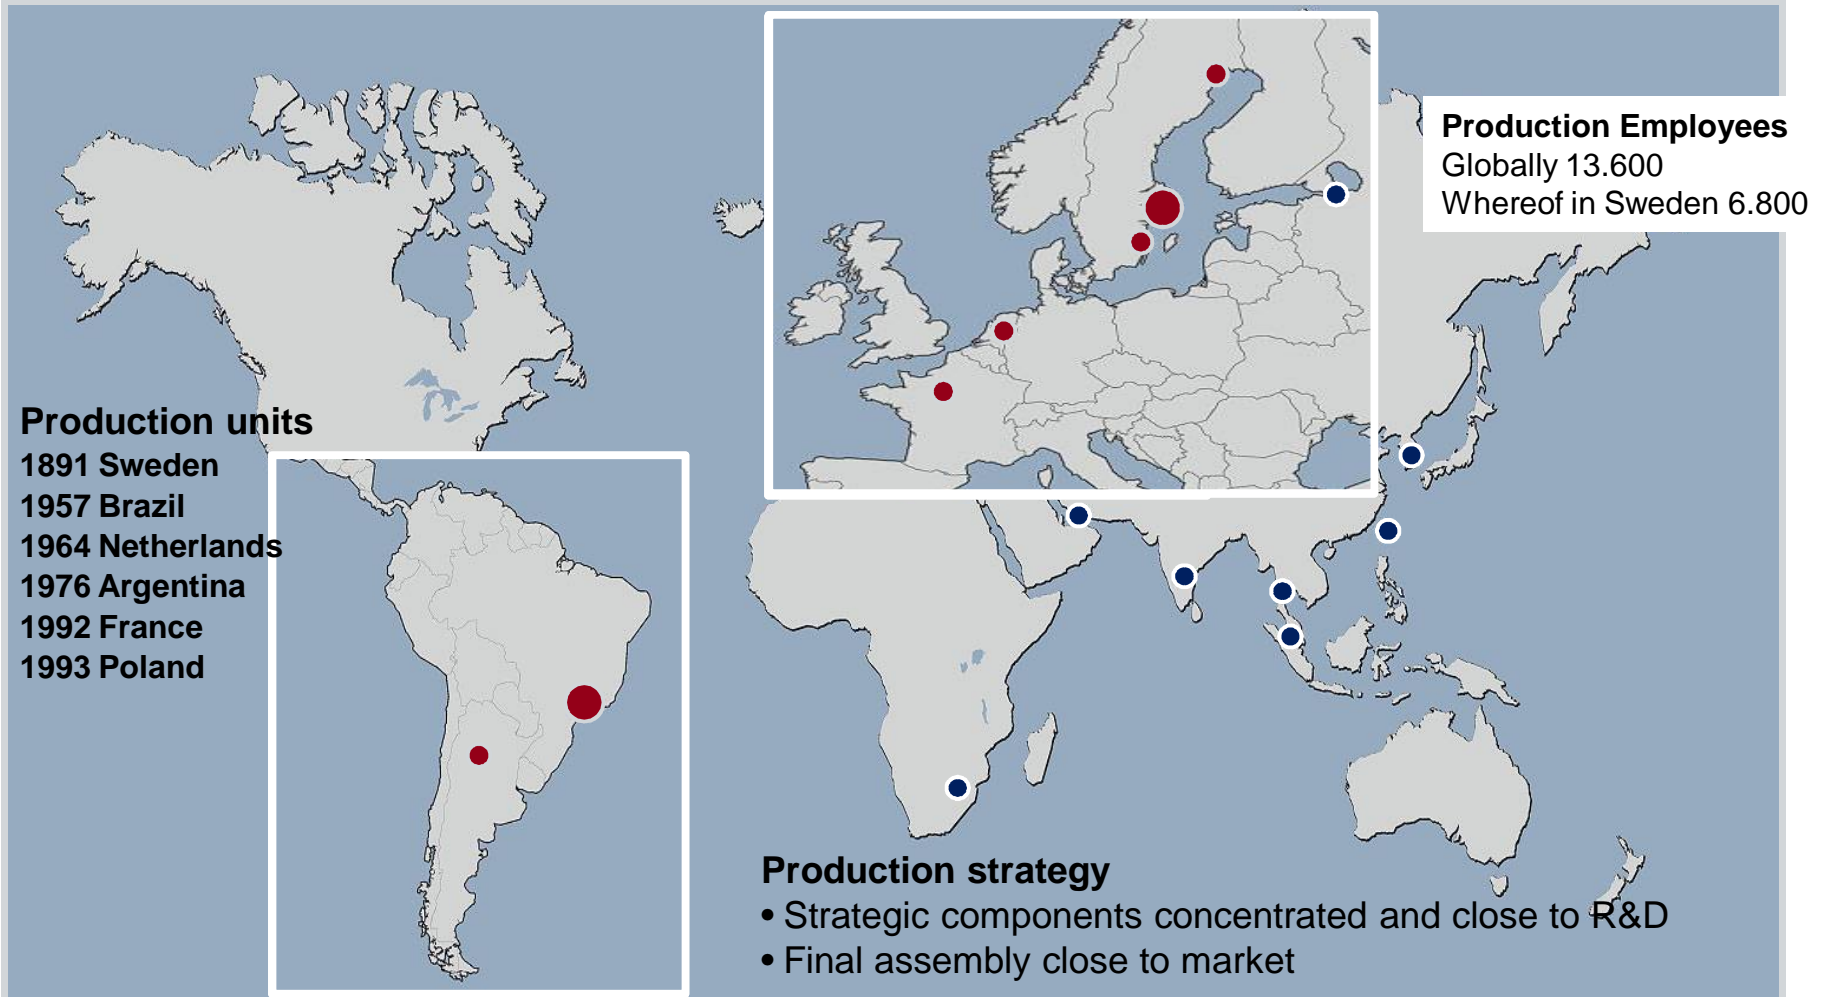 Production Employees
Globally 13.600
Whereof in Sweden 6.800
Production units
1891 Sweden
1957 Brazil
1964 Netherlands
1976 Argentina
1992 France
1993 Poland
Production strategy
• Strategic components concentrated and close to R&D
• Final assembly close to market